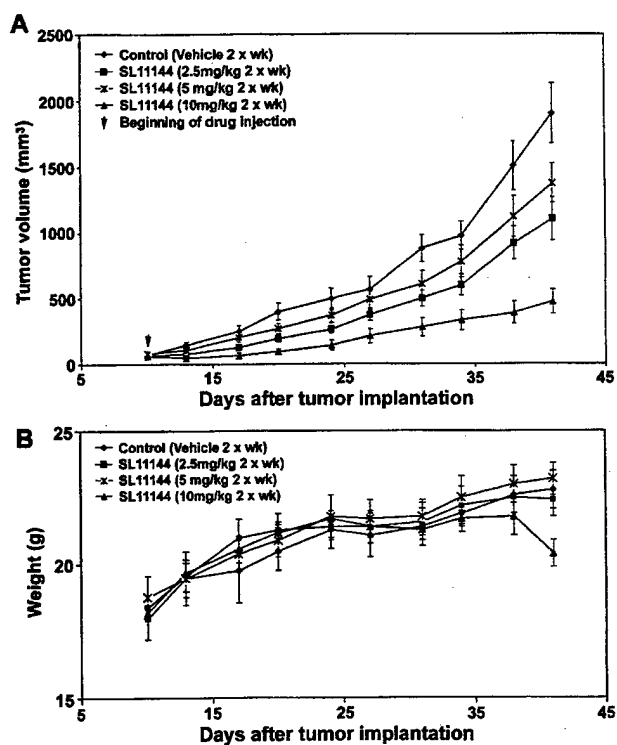 A
2500
2000
1500
1000
500
0
Tumor volume (mm³)
Control (Vehicle 2 x wk)
SL11144 (2.5mg/kg 2 x wk)
SL11144 (5 mg/kg 2 x wk)
SL11144 (10mg/kg 2 x wk)
Beginning of drug injection
5 15 25 35 45
Days after tumor implantation
B
25
20
15
Weight (g)
Control (Vehicle 2 x wk)
SL11144 (2.5mg/kg 2 x wk)
SL11144 (5 mg/kg 2 x wk)
SL11144 (10mg/kg 2 x wk)
5 15 25 35 45
Days after tumor implantation